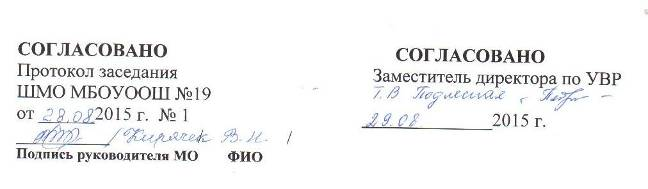 СОГЛАСОВАНО
Протокол заседания
ШМО МБОУООШ №19
от 28.08 2015 г. № 1
/ Кирячек В.Н. /
Подпись руководителя МО ФИО
СОГЛАСОВАНО
Заместитель директора по УВР
Т.В Подлесная
29.08 2015 г.